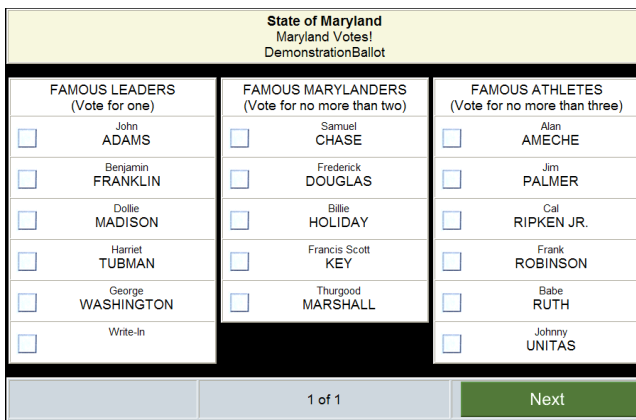 State of Maryland
Maryland Votes!
DemonstrationBallot
FAMOUS LEADERS
(Vote for one)
John
ADAMS
Benjamin
FRANKLIN
Dollie
MADISON
Harriet
TUBMAN
George
WASHINGTON
Write-In
FAMOUS MARYLANDERS
(Vote for no more than two)
Samuel
CHASE
Frederick
DOUGLAS
Billie
HOLIDAY
Francis Scott
KEY
Thurgood
MARSHALL
FAMOUS ATHLETES
(Vote for no more than three)
Alan
AMECHE
Jim
PALMER
Cal
RIPKEN JR.
Frank
ROBINSON
Babe
RUTH
Johnny
UNITAS
1 of 1
Next